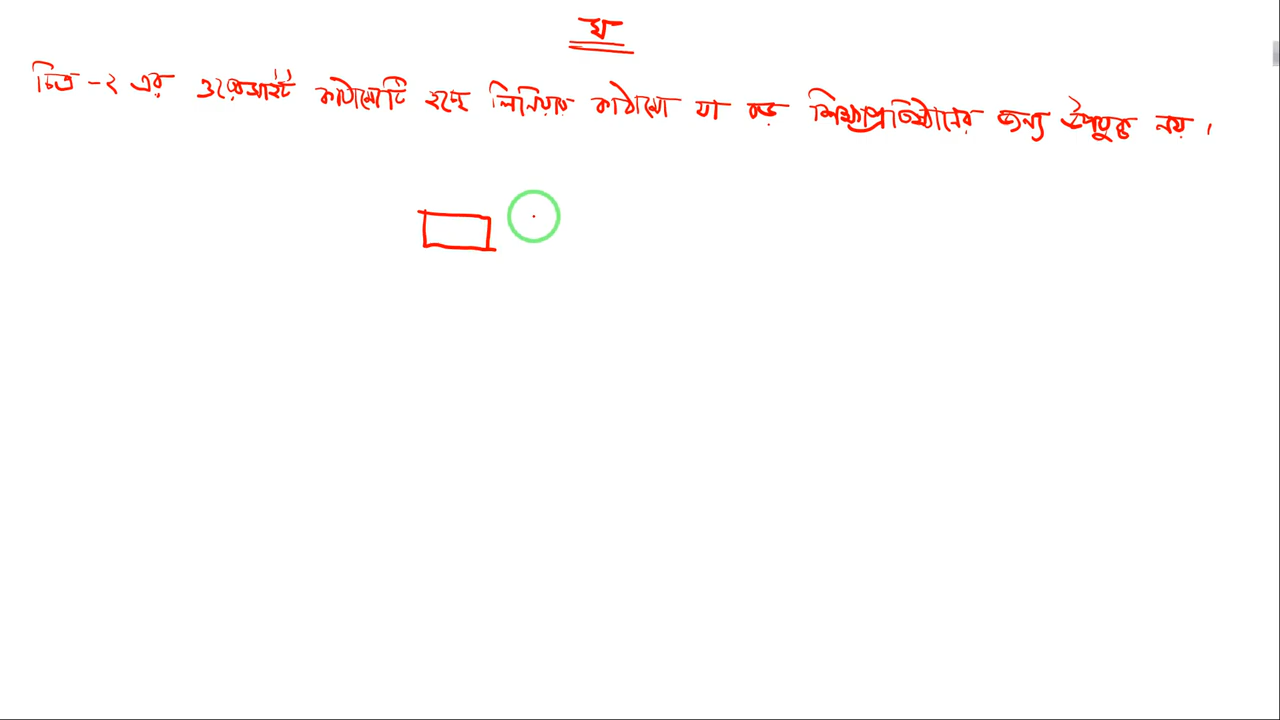 ঘ
চিত্র-২ এর ওয়েবসাইট কাঠামোটি হচ্ছে লিনিয়ার কাঠামো যা বড় শিক্ষাপ্রতিষ্ঠানের জন্য উপযুক্ত নয়।